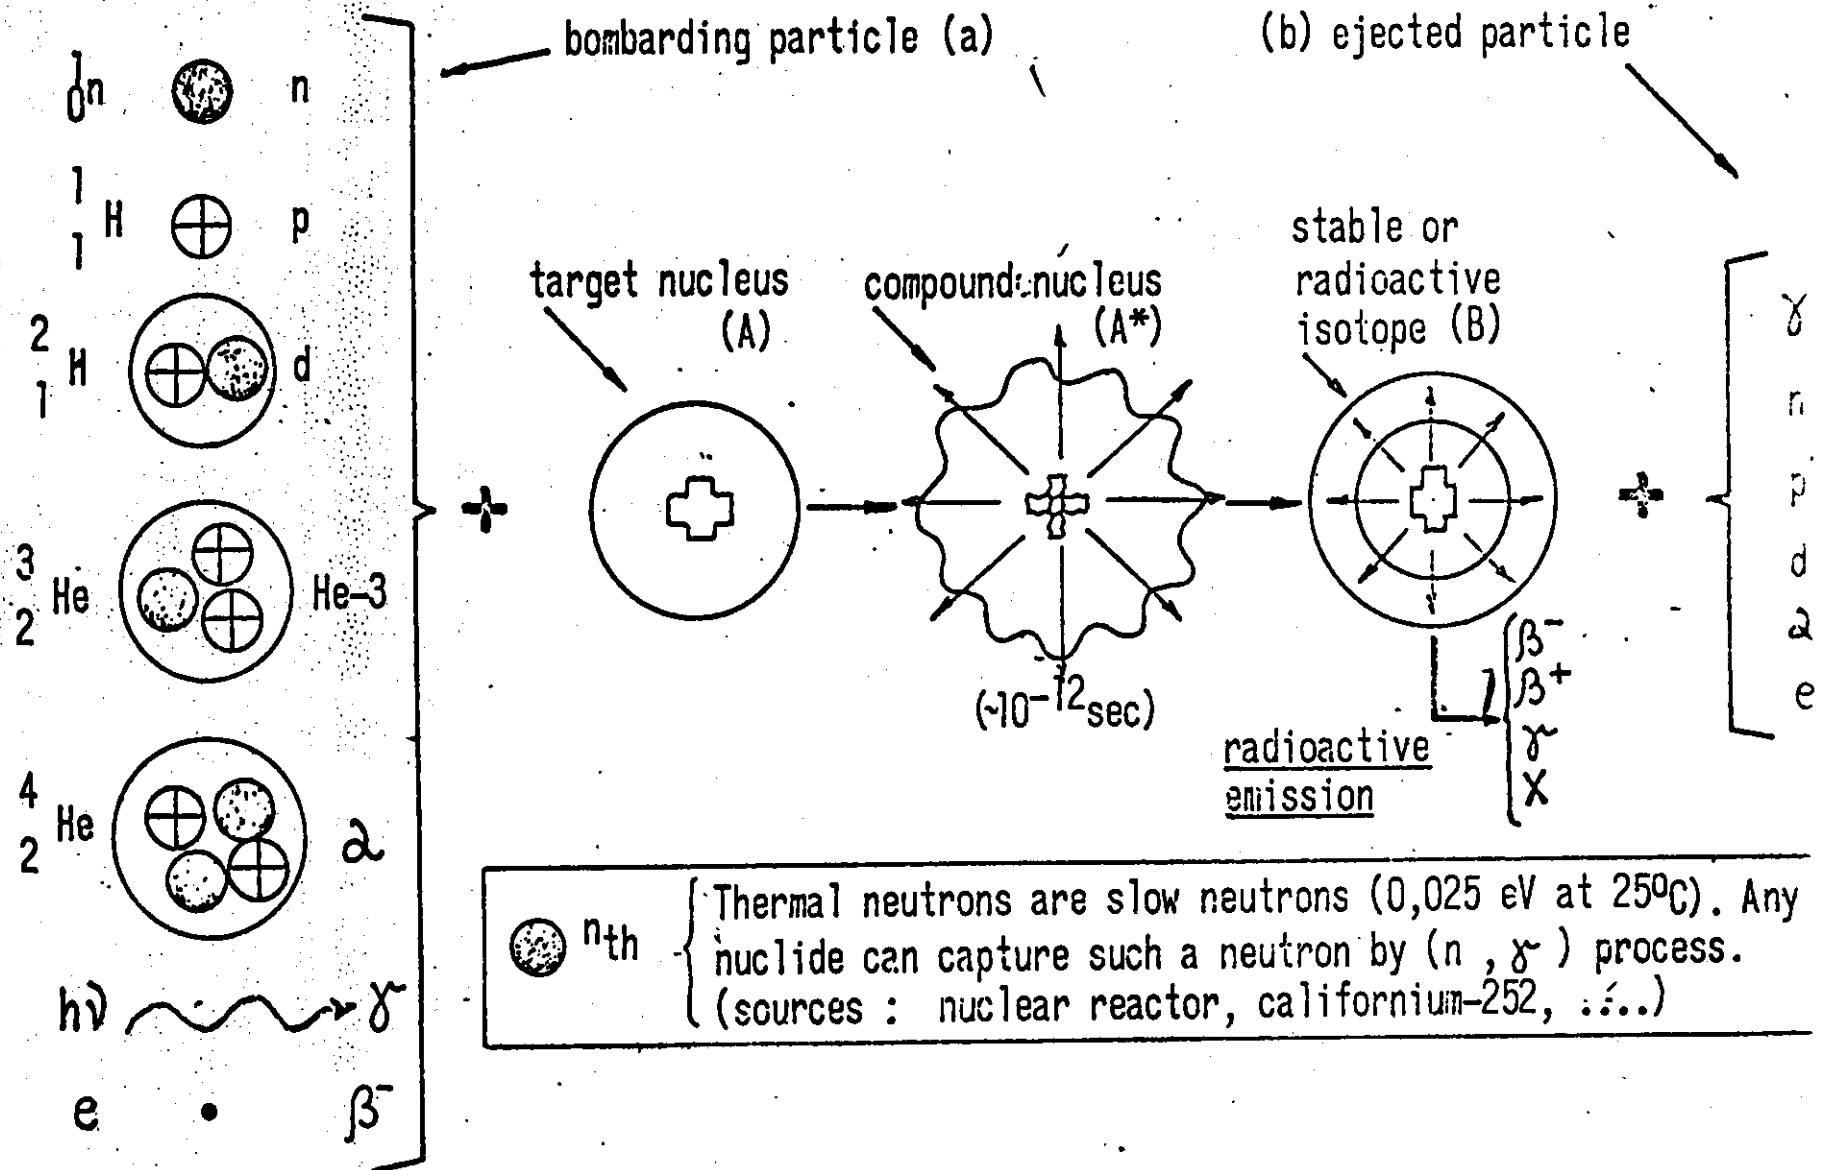 bombarding particle (a)
(b) ejected particle
1
0 n n
1
H p
1
2
H d
1
3
He He-3
2
4
He α
2
hν γ
e β⁻
+
target nucleus
(A)
compound nucleus
(A*)
(~10⁻¹²sec)
stable or
radioactive
isotope (B)
radioactive
emission
β⁻
β⁺
γ
X
+
γ
n
p
d
α
e
nth
Thermal neutrons are slow neutrons (0,025 eV at 25ºC). Any
nuclide can capture such a neutron by (n , γ ) process.
(sources : nuclear reactor, californium-252, .....)